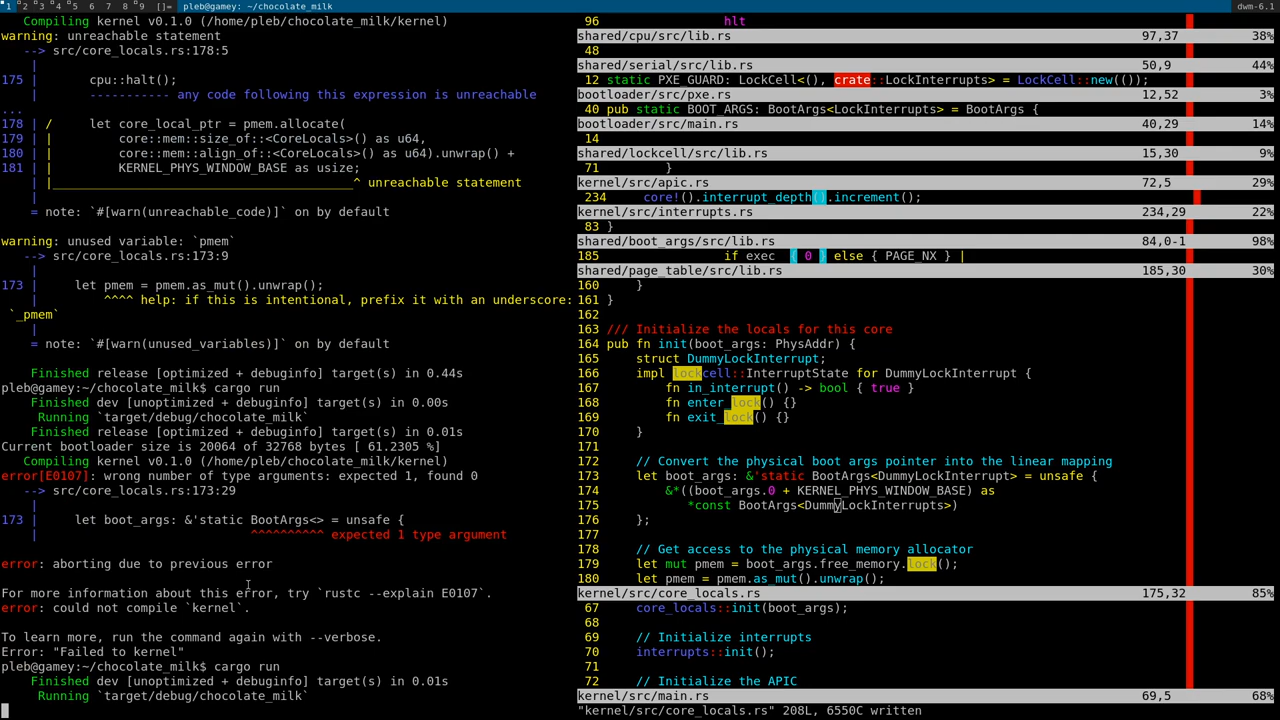 1 2 3 4 5 6 7 8 9 []= pleb@gamey: ~/chocolate_milk dwm-6.1
   Compiling kernel v0.1.0 (/home/pleb/chocolate_milk/kernel)
warning: unreachable statement
   --> src/core_locals.rs:178:5
    |
175 |     cpu::halt();
    |     ----------- any code following this expression is unreachable
...
178 | /     let core_local_ptr = pmem.allocate(
179 | |         core::mem::size_of::<CoreLocals>() as u64,
180 | |         core::mem::align_of::<CoreLocals>() as u64).unwrap() +
181 | |         KERNEL_PHYS_WINDOW_BASE as usize;
    | |_________________________________________^ unreachable statement
    |
    = note: `#[warn(unreachable_code)]` on by default
warning: unused variable: `pmem`
   --> src/core_locals.rs:173:9
    |
173 |     let pmem = pmem.as_mut().unwrap();
    |         ^^^^ help: if this is intentional, prefix it with an underscore:
 `_pmem`
    |
    = note: `#[warn(unused_variables)]` on by default
    Finished release [optimized + debuginfo] target(s) in 0.44s
pleb@gamey:~/chocolate_milk$ cargo run
    Finished dev [unoptimized + debuginfo] target(s) in 0.00s
     Running `target/debug/chocolate_milk`
    Finished release [optimized + debuginfo] target(s) in 0.01s
Current bootloader size is 20064 of 32768 bytes [ 61.2305 %]
   Compiling kernel v0.1.0 (/home/pleb/chocolate_milk/kernel)
error[E0107]: wrong number of type arguments: expected 1, found 0
   --> src/core_locals.rs:173:29
    |
173 |     let boot_args: &'static BootArgs<> = unsafe {
    |                             ^^^^^^^^^^ expected 1 type argument
error: aborting due to previous error
For more information about this error, try `rustc --explain E0107`.
error: could not compile `kernel`.
To learn more, run the command again with --verbose.
Error: "Failed to kernel"
pleb@gamey:~/chocolate_milk$ cargo run
    Finished dev [unoptimized + debuginfo] target(s) in 0.01s
     Running `target/debug/chocolate_milk`
 96                 hlt
shared/cpu/src/lib.rs 97,37 38%
 48
shared/serial/src/lib.rs 50,9 44%
 12 static PXE_GUARD: LockCell<(), crate::LockInterrupts> = LockCell::new(());
bootloader/src/pxe.rs 12,52 3%
 40 pub static BOOT_ARGS: BootArgs<LockInterrupts> = BootArgs {
bootloader/src/main.rs 40,29 14%
 14
shared/lockcell/src/lib.rs 15,30 9%
 71         }
kernel/src/apic.rs 72,5 29%
 234     core!().interrupt_depth().increment();
kernel/src/interrupts.rs 234,29 22%
 83 }
shared/boot_args/src/lib.rs 84,0-1 98%
185                 if exec  { 0 } else { PAGE_NX } |
shared/page_table/src/lib.rs 185,30 30%
160     }
161 }
162
163 /// Initialize the locals for this core
164 pub fn init(boot_args: PhysAddr) {
165     struct DummyLockInterrupt;
166     impl lockcell::InterruptState for DummyLockInterrupt {
167         fn in_interrupt() -> bool { true }
168         fn enter_lock() {}
169         fn exit_lock() {}
170     }
171
172     // Convert the physical boot args pointer into the linear mapping
173     let boot_args: &'static BootArgs<DummyLockInterrupt> = unsafe {
174         &*((boot_args.0 + KERNEL_PHYS_WINDOW_BASE) as
175            *const BootArgs<DummyLockInterrupts>)
176     };
177
178     // Get access to the physical memory allocator
179     let mut pmem = boot_args.free_memory.lock();
180     let pmem = pmem.as_mut().unwrap();
kernel/src/core_locals.rs 175,32 85%
 67     core_locals::init(boot_args);
 68
 69     // Initialize interrupts
 70     interrupts::init();
 71
 72     // Initialize the APIC
kernel/src/main.rs 69,5 68%
"kernel/src/core_locals.rs" 208L, 6550C written